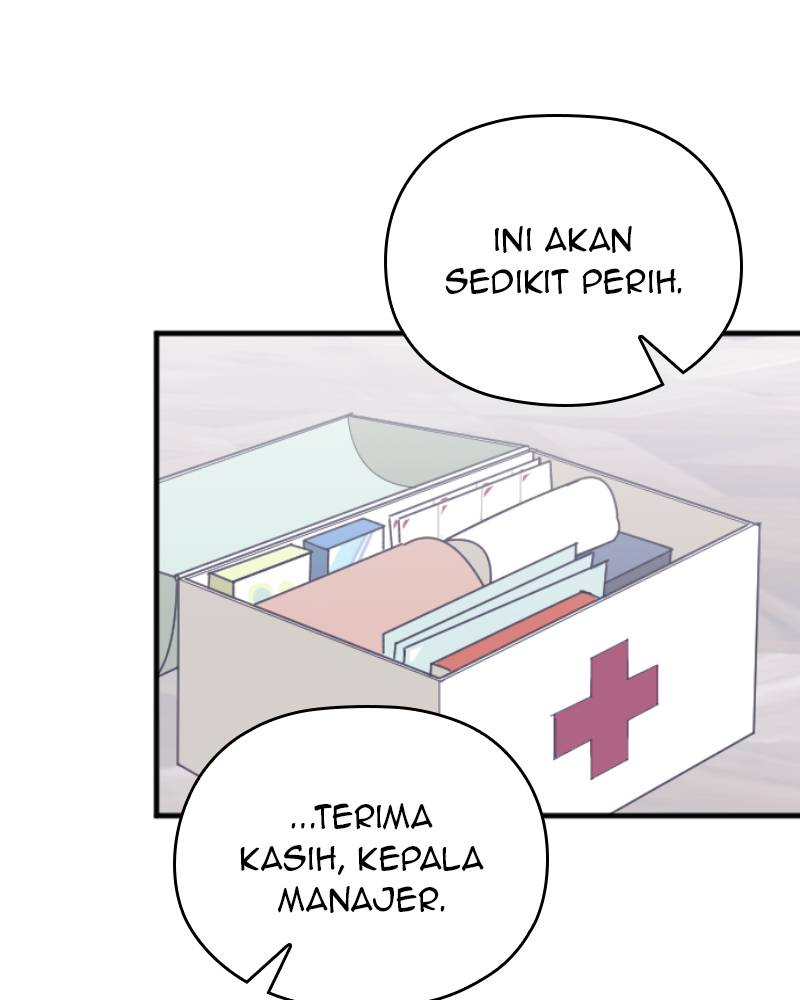 INI AKAN
SEDIKIT PERIH.
...TERIMA
KASIH, KEPALA
MANAJER.